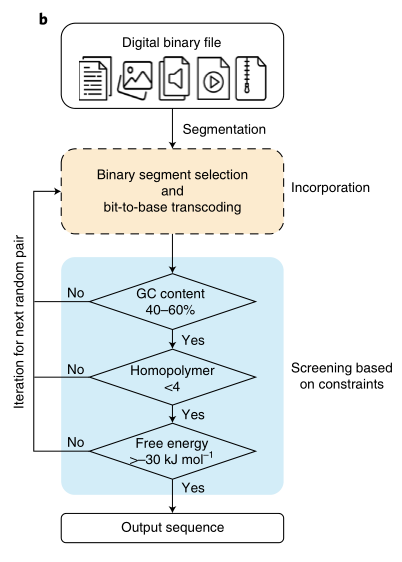 b
Digital binary file
Segmentation
Binary segment selection
and
bit-to-base transcoding
Incorporation
Iteration for next random pair
GC content
40–60%
No
Yes
Homopolymer
<4
No
Yes
Screening based
on constraints
Free energy
>–30 kJ mol⁻¹
No
Yes
Output sequence